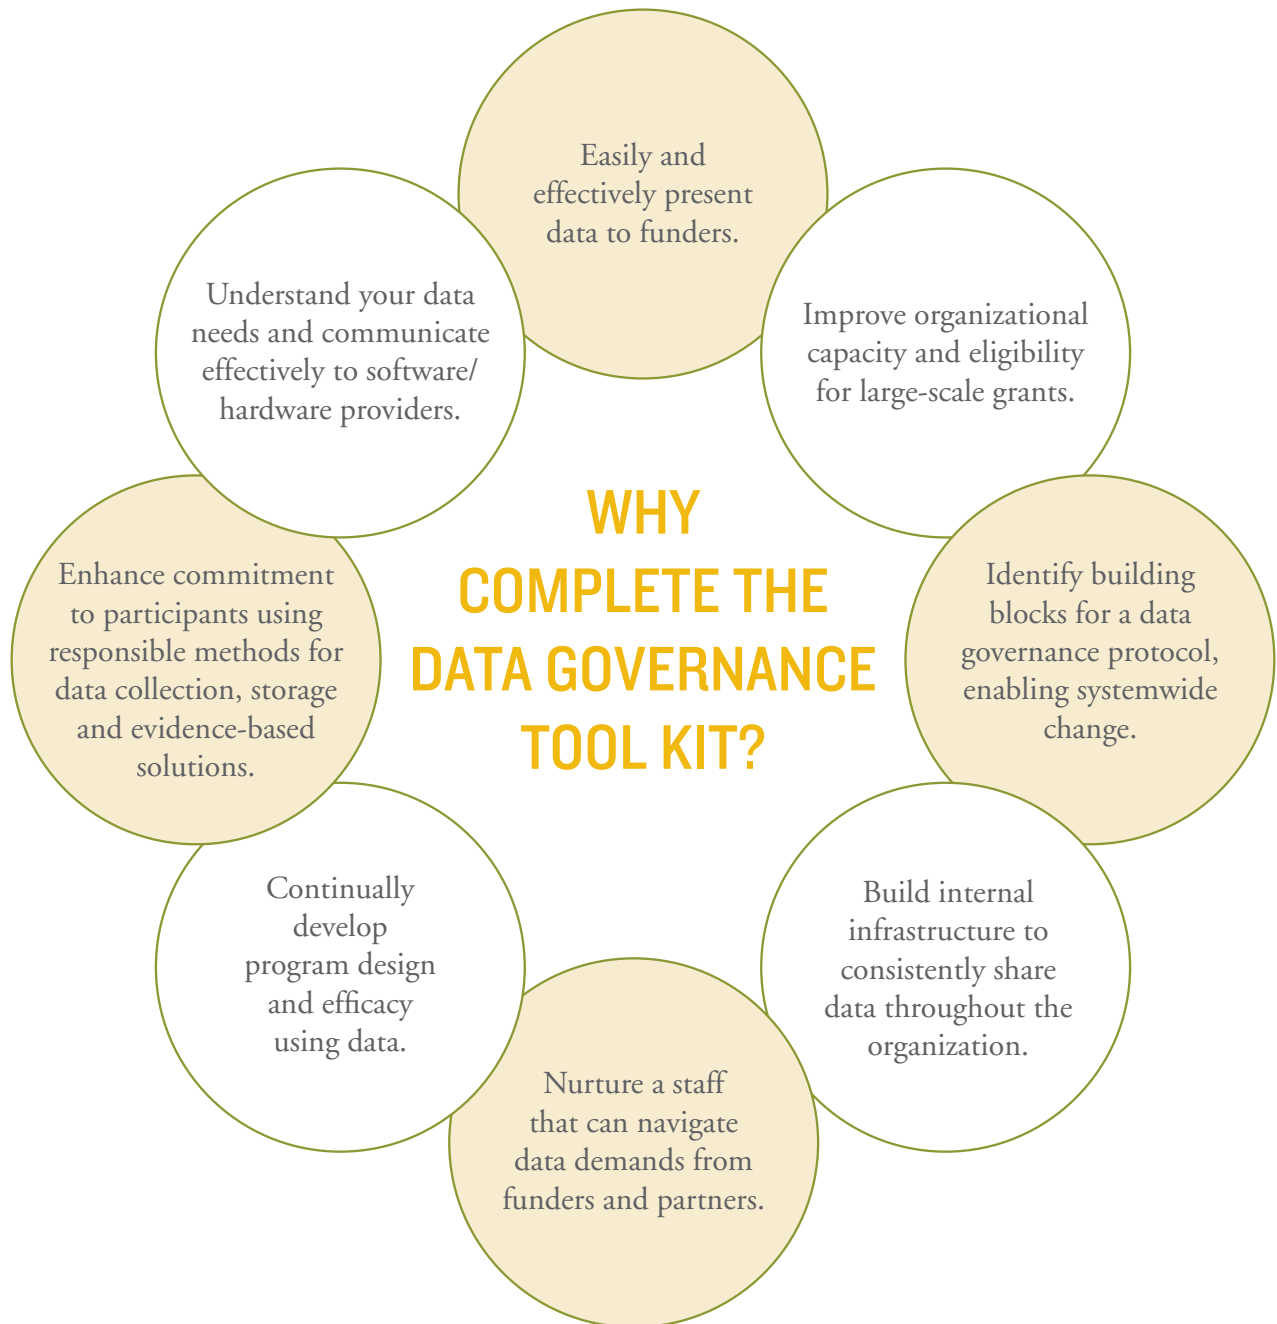 Easily and
effectively present
data to funders.
Improve organizational
capacity and eligibility
for large-scale grants.
Identify building
blocks for a data
governance protocol,
enabling systemwide
change.
Build internal
infrastructure to
consistently share
data throughout the
organization.
Nurture a staff
that can navigate
data demands from
funders and partners.
Continually
develop
program design
and efficacy
using data.
Enhance commitment
to participants using
responsible methods for
data collection, storage
and evidence-based
solutions.
Understand your data
needs and communicate
effectively to software/
hardware providers.
WHY
COMPLETE THE
DATA GOVERNANCE
TOOL KIT?